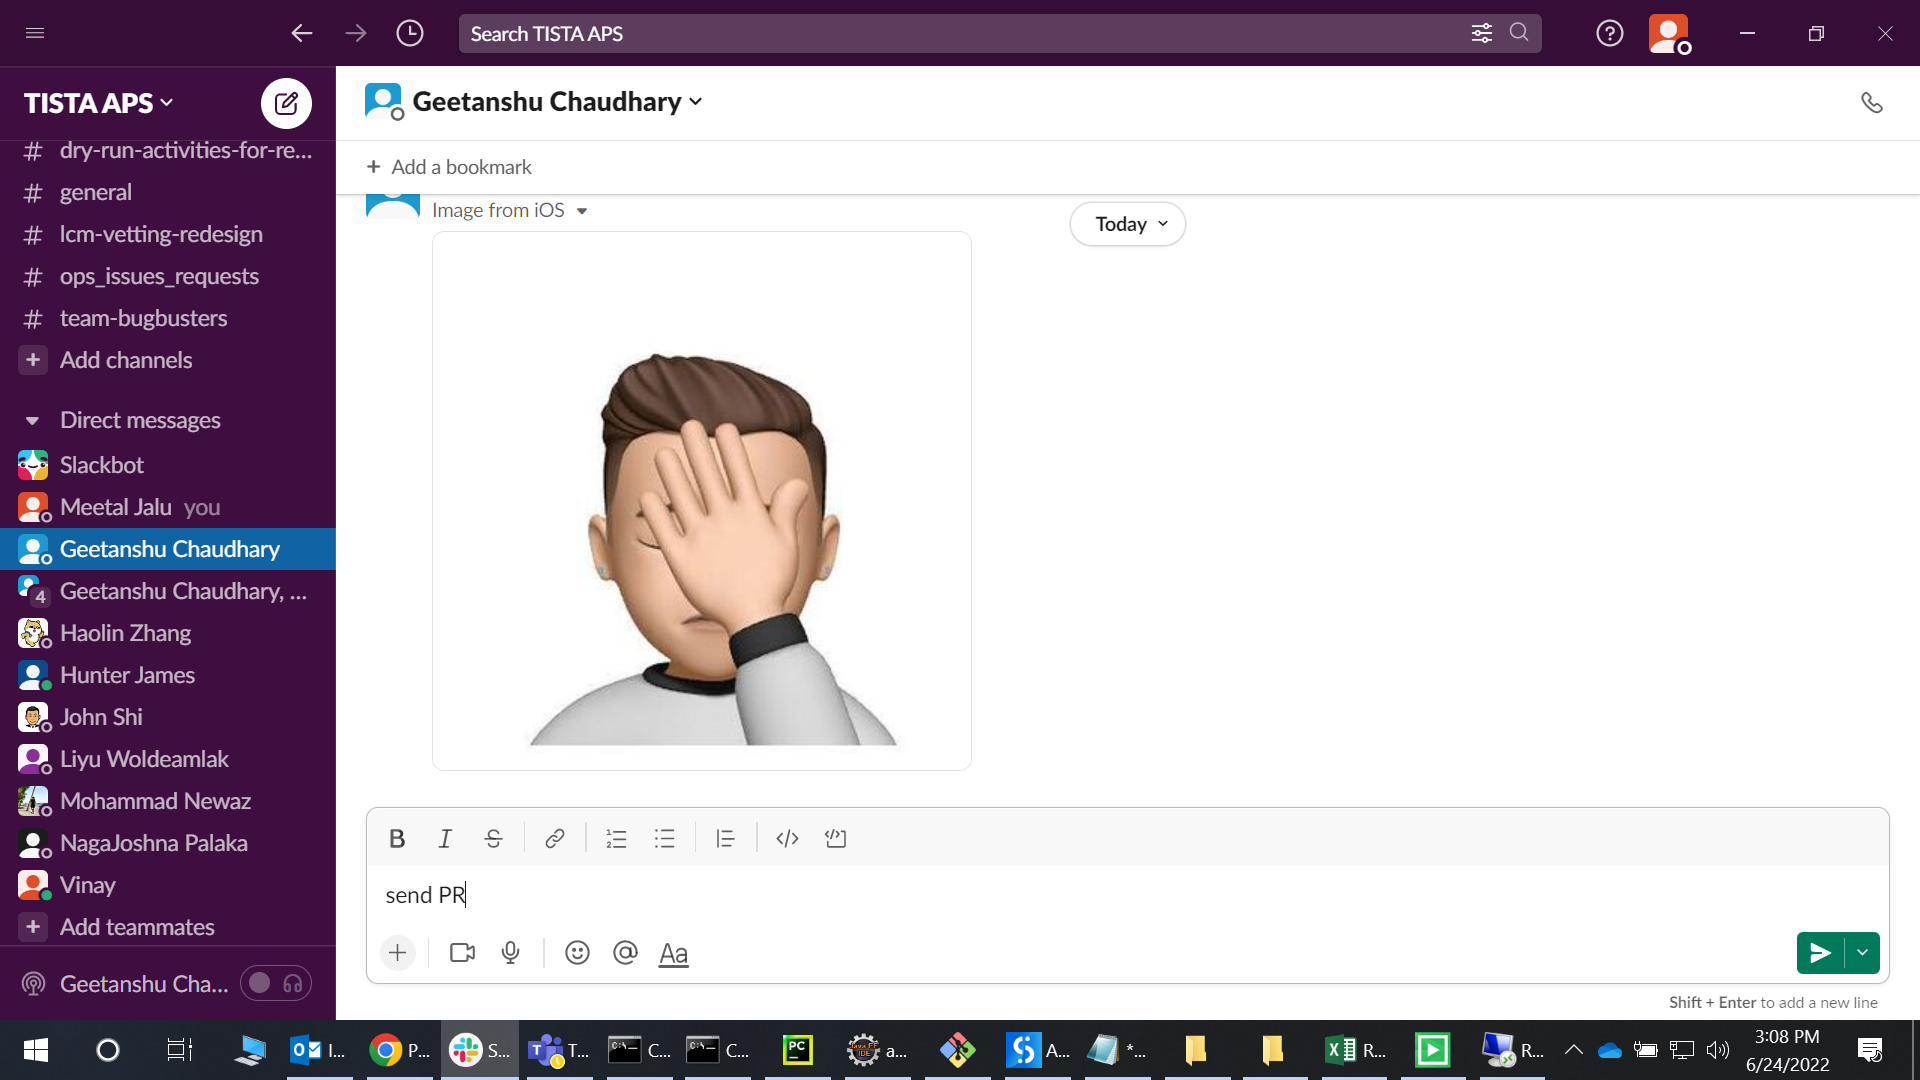 Search TISTA APS
TISTA APS
dry-run-activities-for-re...
general
lcm-vetting-redesign
ops_issues_requests
team-bugbusters
Add channels
Direct messages
Slackbot
Meetal Jalu you
Geetanshu Chaudhary
4 Geetanshu Chaudhary, ...
Haolin Zhang
Hunter James
John Shi
Liyu Woldeamlak
Mohammad Newaz
NagaJoshna Palaka
Vinay
Add teammates
Geetanshu Cha...
Geetanshu Chaudhary
+ Add a bookmark
Image from iOS
Today
send PR
Aa
Shift + Enter to add a new line
I...
P...
S...
T...
C...
C...
a...
A...
*...
R...
R...
3:08 PM
6/24/2022